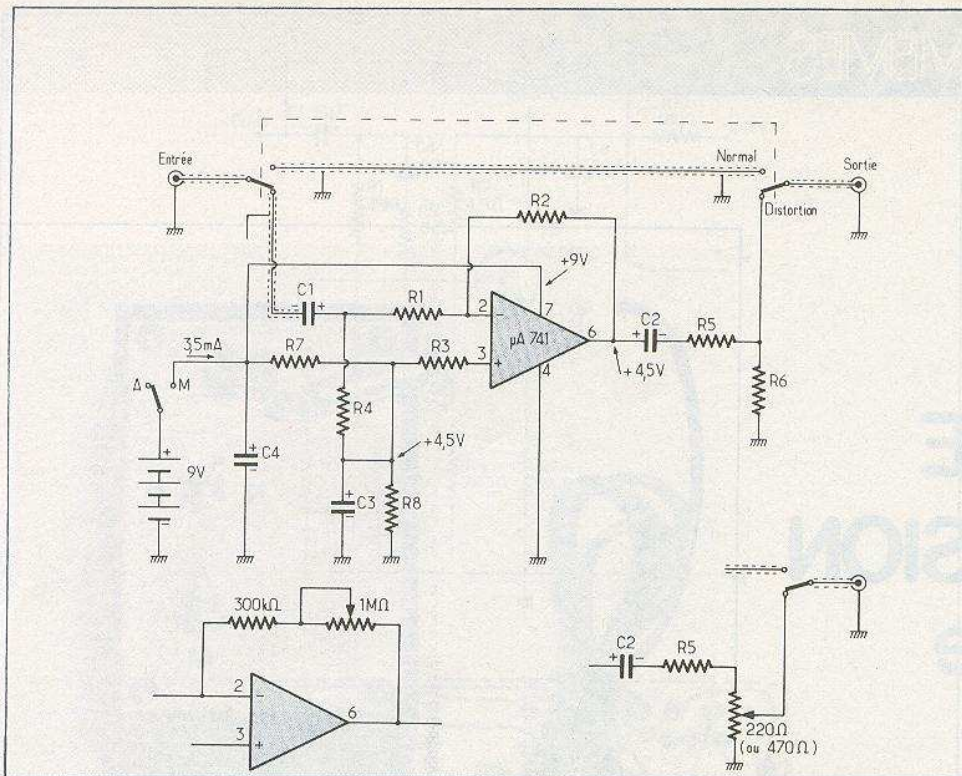 Entrée
Normal
Sortie
Distortion
R2
+9V
C1
- +
R1
2 -
7
µA 741
6
C2
+ -
R5
3,5mA
R7
R3
3 +
4
+4,5V
R6
Δ
M
R4
+4,5V
+
9V
-
+
C4
-
+
C3
-
R8
300kΩ
1MΩ
2 -
6
3 +
C2
+ -
R5
220Ω
(ou 470Ω)